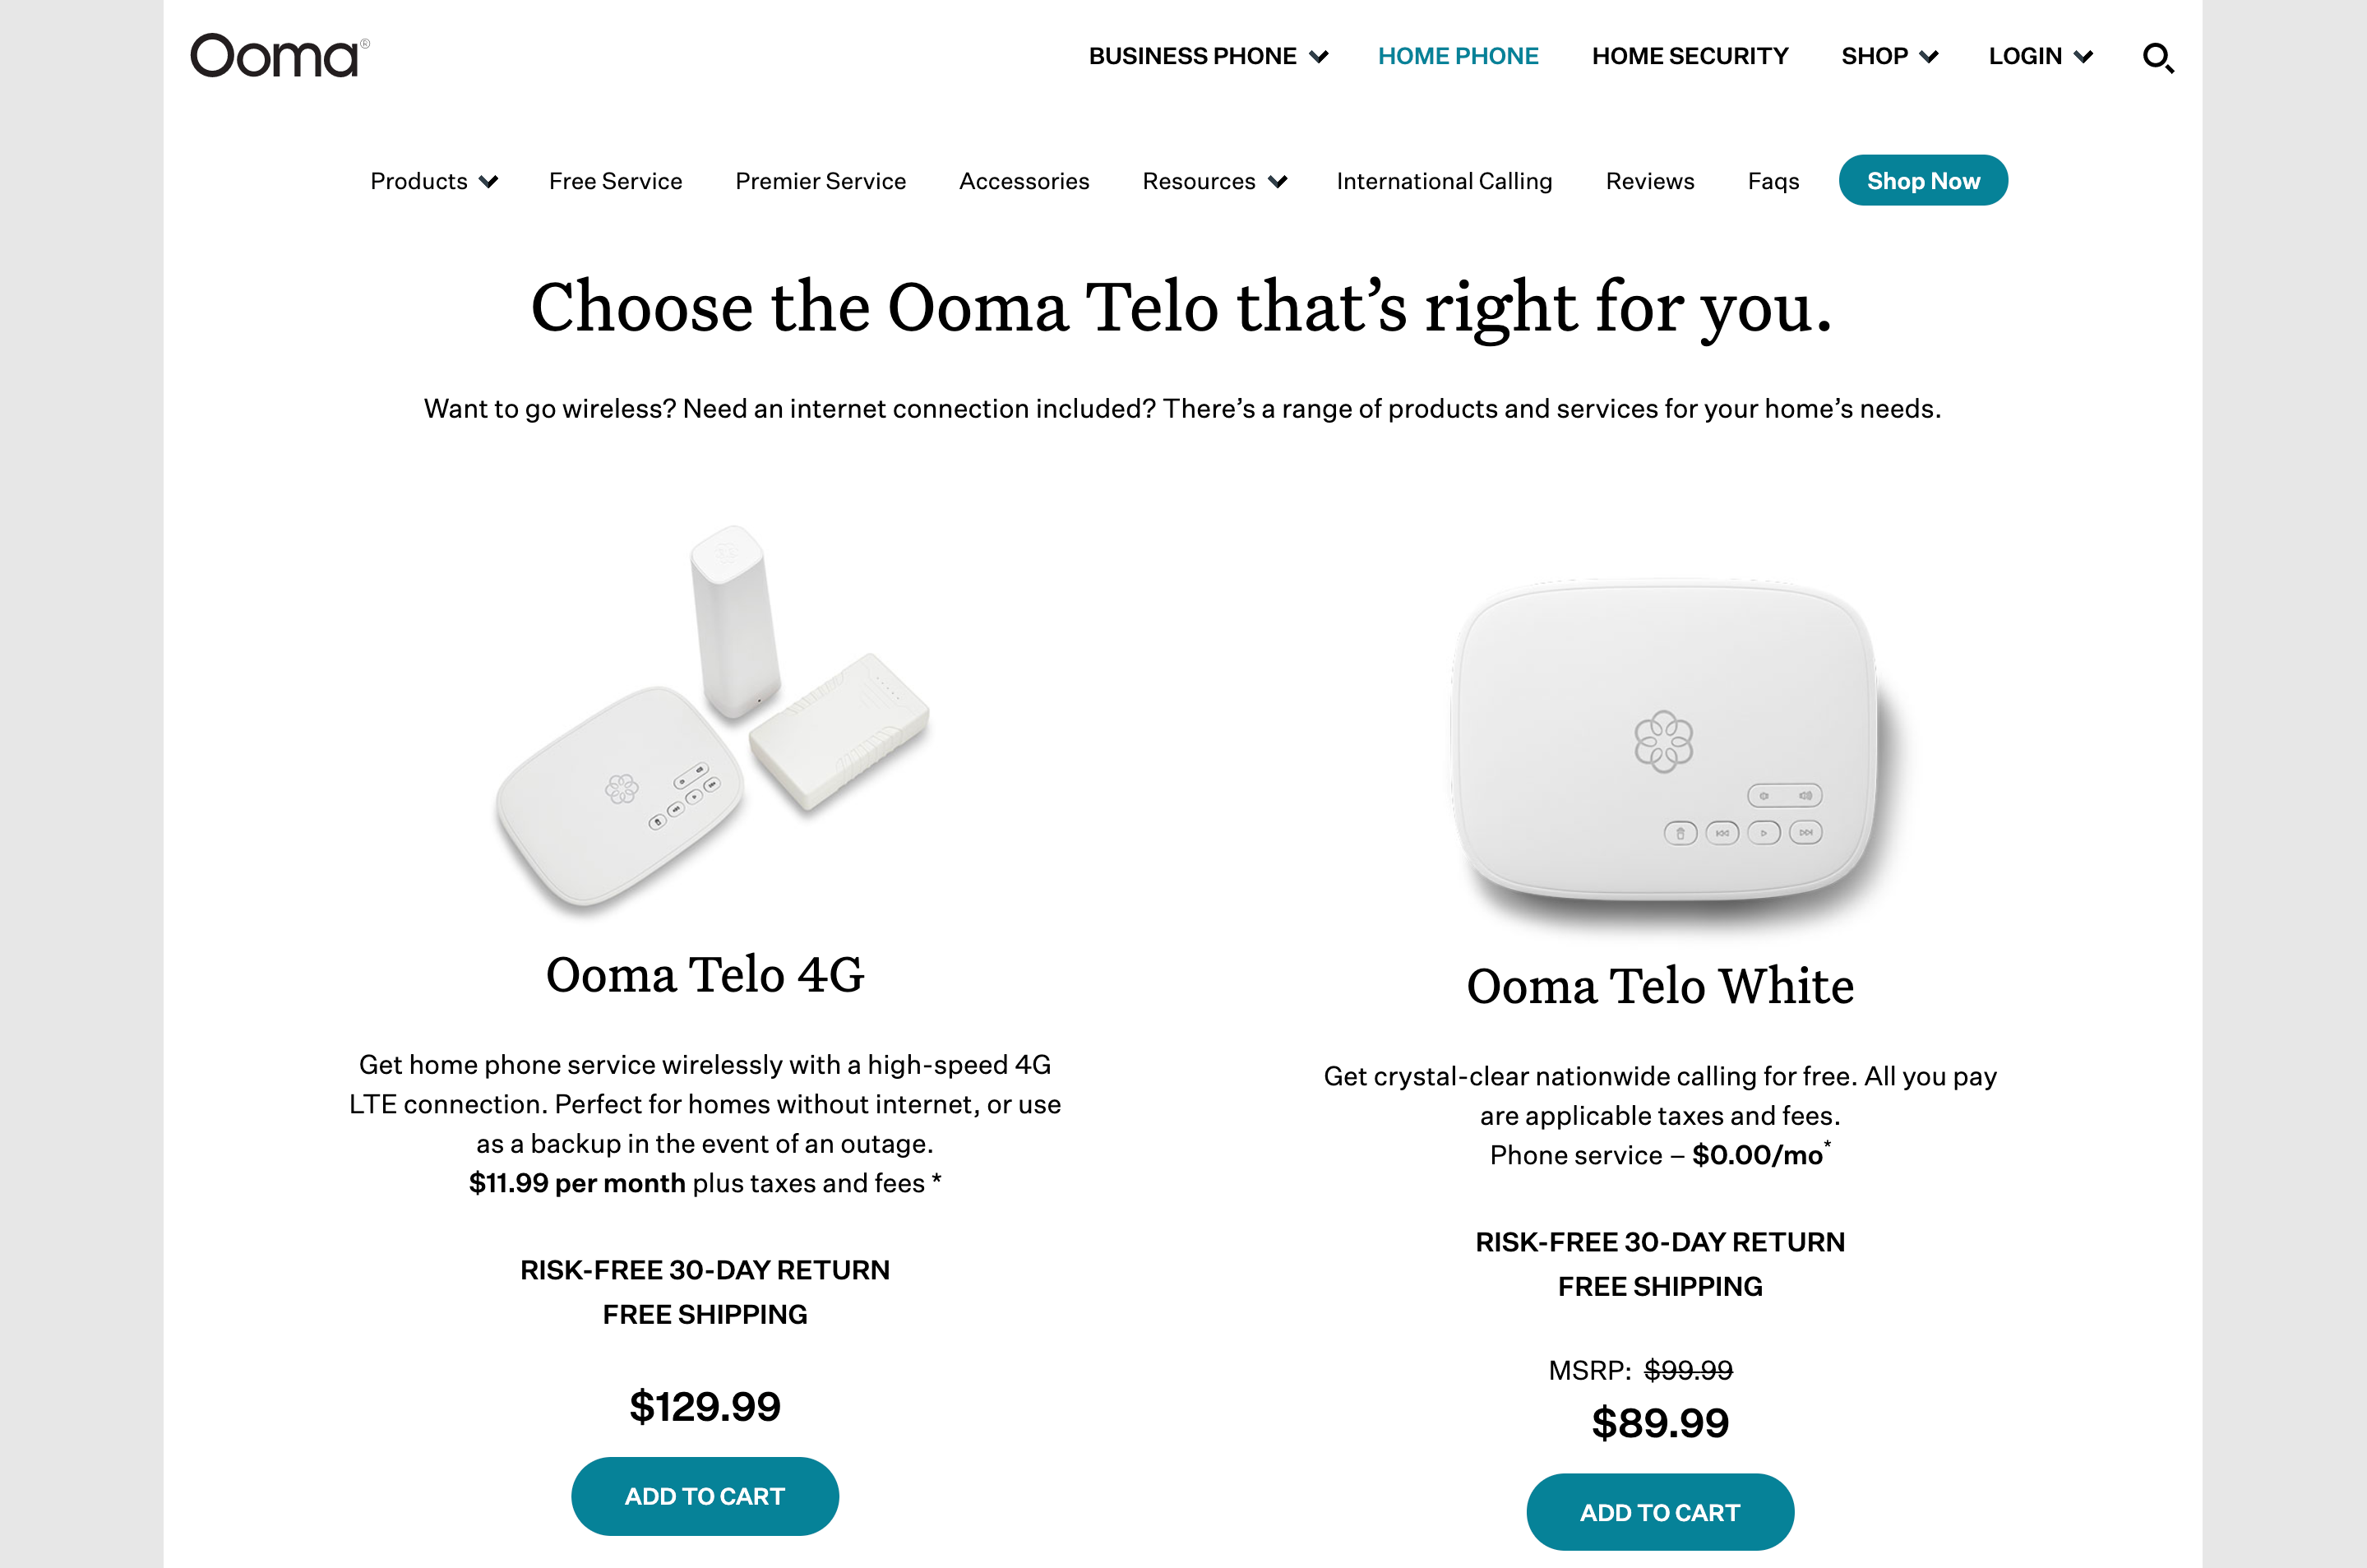 Ooma®
BUSINESS PHONE
HOME PHONE
HOME SECURITY
SHOP
LOGIN
Products
Free Service
Premier Service
Accessories
Resources
International Calling
Reviews
Faqs
Shop Now
Choose the Ooma Telo that’s right for you.
Want to go wireless? Need an internet connection included? There’s a range of products and services for your home’s needs.
Ooma Telo 4G
Get home phone service wirelessly with a high-speed 4G
LTE connection. Perfect for homes without internet, or use
as a backup in the event of an outage.
$11.99 per month plus taxes and fees *
RISK-FREE 30-DAY RETURN
FREE SHIPPING
$129.99
ADD TO CART
Ooma Telo White
Get crystal-clear nationwide calling for free. All you pay
are applicable taxes and fees.
Phone service – $0.00/mo*
RISK-FREE 30-DAY RETURN
FREE SHIPPING
MSRP: $99.99
$89.99
ADD TO CART